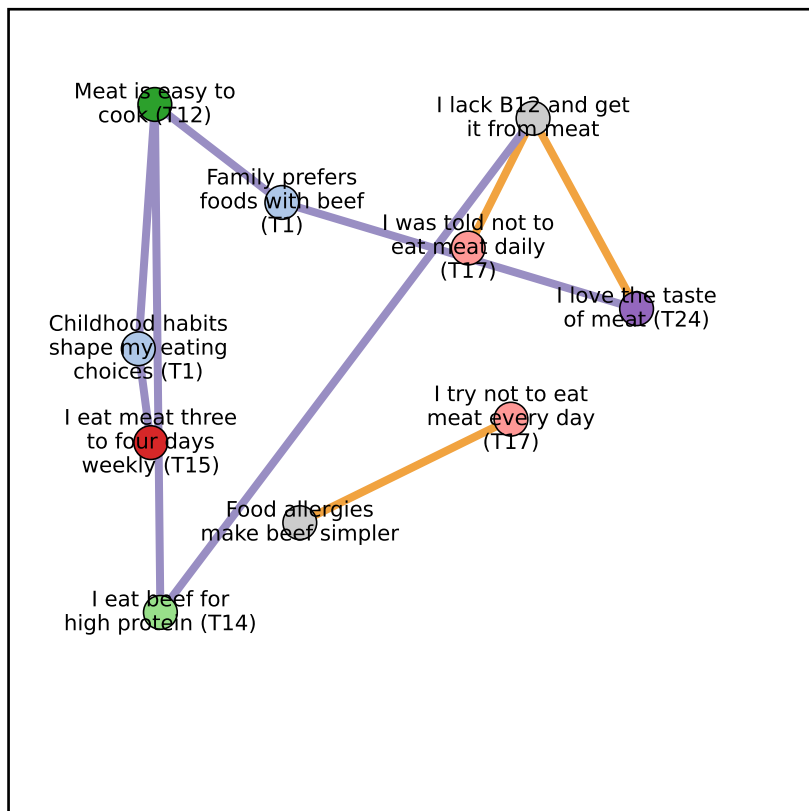 Meat is easy to
cook (T12)
I lack B12 and get
it from meat
Family prefers
foods with beef
(T1)
I was told not to
eat meat daily
(T17)
I love the taste
of meat (T24)
Childhood habits
shape my eating
choices (T1)
I try not to eat
meat every day
(T17)
I eat meat three
to four days
weekly (T15)
Food allergies
make beef simpler
I eat beef for
high protein (T14)